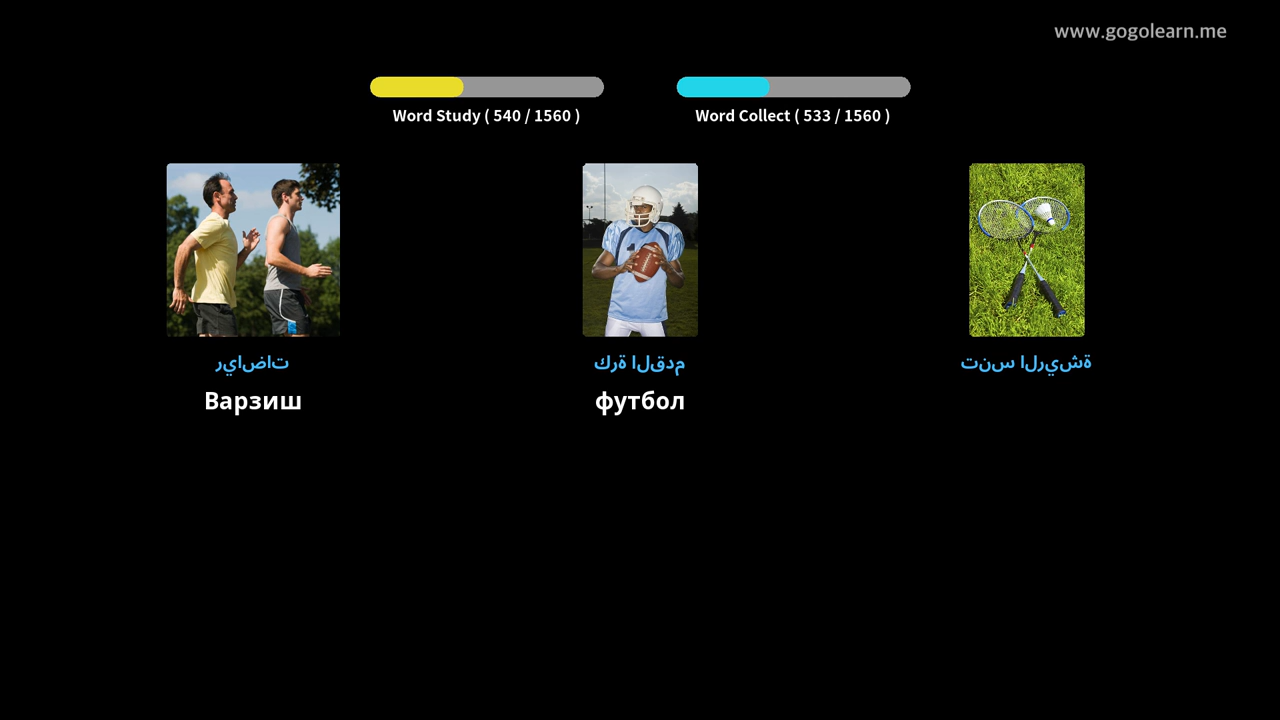 www.gogolearn.me
Word Study ( 540 / 1560 )
Word Collect ( 533 / 1560 )
رياضات
Варзиш
كرة القدم
футбол
تنس الريشة